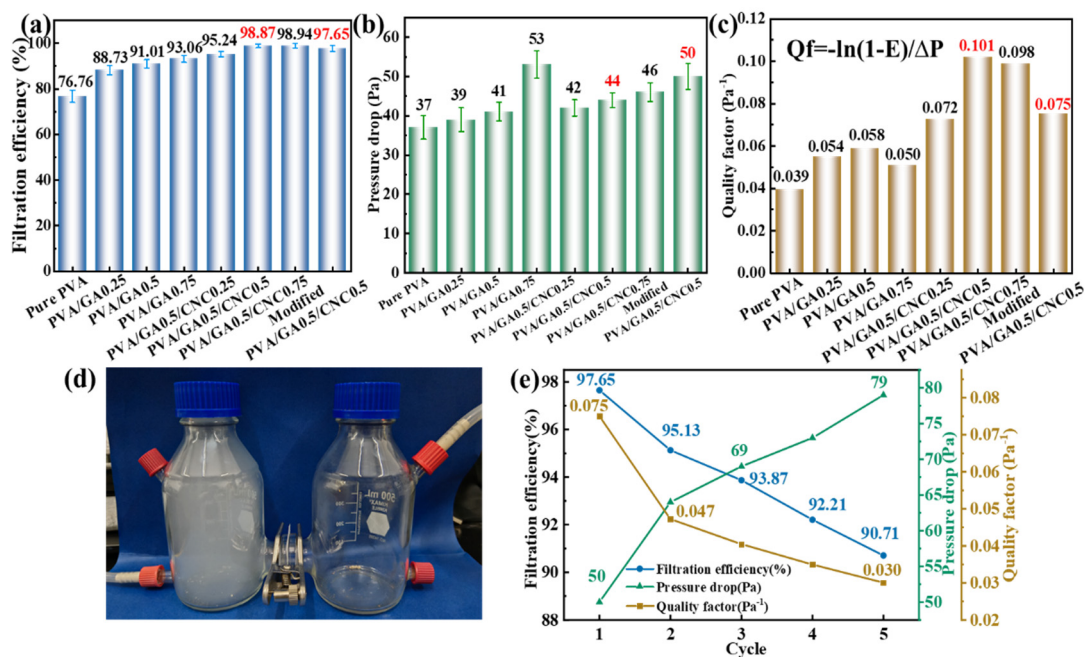 (a)
Filtration efficiency (%)
100
80
60
40
20
0
76.76
88.73
91.01
93.06
95.24
98.87
98.94
97.65
Pure PVA
PVA/GA0.25
PVA/GA0.5
PVA/GA0.75
PVA/GA0.5/CNC0.25
PVA/GA0.5/CNC0.5
PVA/GA0.5/CNC0.75
Modified
PVA/GA0.5/CNC0.5
(b)
Pressure drop (Pa)
60
50
40
30
20
10
0
37
39
41
53
42
44
46
50
Pure PVA
PVA/GA0.25
PVA/GA0.5
PVA/GA0.75
PVA/GA0.5/CNC0.25
PVA/GA0.5/CNC0.5
PVA/GA0.5/CNC0.75
Modified
PVA/GA0.5/CNC0.5
(c)
Quality factor (Pa⁻¹)
0.12
0.10
0.08
0.06
0.04
0.02
0.00
Qf=-ln(1-E)/ΔP
0.039
0.054
0.058
0.050
0.072
0.101
0.098
0.075
Pure PVA
PVA/GA0.25
PVA/GA0.5
PVA/GA0.75
PVA/GA0.5/CNC0.25
PVA/GA0.5/CNC0.5
PVA/GA0.5/CNC0.75
Modified
PVA/GA0.5/CNC0.5
(d)
500 mL
(e)
Filtration efficiency(%)
98
96
94
92
90
88
97.65
95.13
93.87
92.21
90.71
0.075
0.047
0.030
50
69
79
Filtration efficiency(%)
Pressure drop(Pa)
Quality factor(Pa⁻¹)
1
2
3
4
5
Cycle
80
75
70
65
60
55
50
Pressure drop (Pa)
0.08
0.07
0.06
0.05
0.04
0.03
0.02
Quality factor (Pa⁻¹)